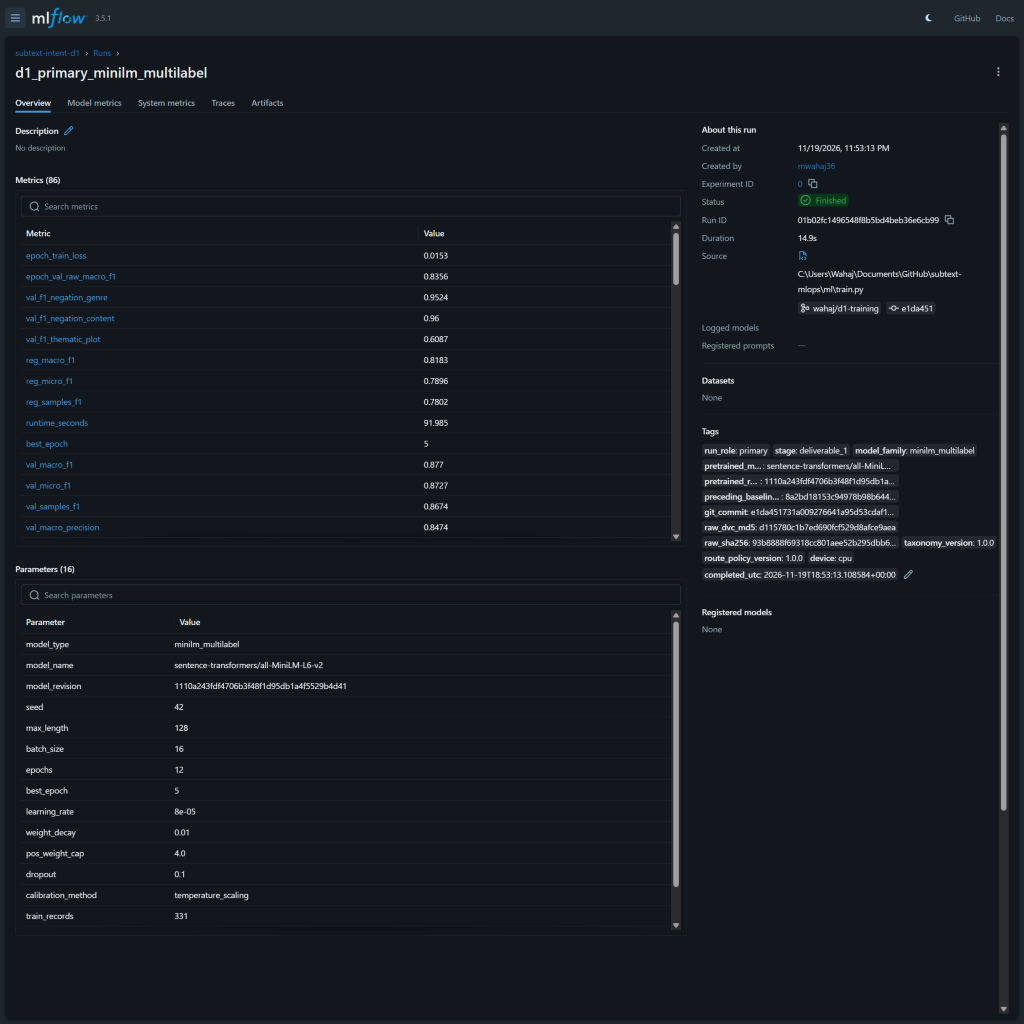 mlflow 3.5.1
GitHub Docs
subtext-intent-d1 › Runs ›
d1_primary_minilm_multilabel
Overview Model metrics System metrics Traces Artifacts
Description
No description
Metrics (86)
Search metrics
Metric Value
epoch_train_loss 0.0153
epoch_val_raw_macro_f1 0.8356
val_f1_negation_genre 0.9524
val_f1_negation_content 0.96
val_f1_thematic_plot 0.6087
reg_macro_f1 0.8183
reg_micro_f1 0.7896
reg_samples_f1 0.7802
runtime_seconds 91.985
best_epoch 5
val_macro_f1 0.877
val_micro_f1 0.8727
val_samples_f1 0.8674
val_macro_precision 0.8474
Parameters (16)
Search parameters
Parameter Value
model_type minilm_multilabel
model_name sentence-transformers/all-MiniLM-L6-v2
model_revision 1110a243fdf4706b3f48f1d95db1a4f5529b4d41
seed 42
max_length 128
batch_size 16
epochs 12
best_epoch 5
learning_rate 8e-05
weight_decay 0.01
pos_weight_cap 4.0
dropout 0.1
calibration_method temperature_scaling
train_records 331
About this run
Created at 11/19/2026, 11:53:13 PM
Created by mwahaj36
Experiment ID 0
Status Finished
Run ID 01b02fc1496548f8b5bd4beb36e6cb99
Duration 14.9s
Source
C:\Users\Wahaj\Documents\GitHub\subtext-
mlops\ml\train.py
wahaj/d1-training e1da451
Logged models
Registered prompts —
Datasets
None
Tags
run_role: primary stage: deliverable_1 model_family: minilm_multilabel
pretrained_m... : sentence-transformers/all-MiniL...
pretrained_r... : 1110a243fdf4706b3f48f1d95db1a...
preceding_baselin... : 8a2bd18153c94978b98b644...
git_commit: e1da451731a009276641a95d53cdaf1...
raw_dvc_md5: d115780c1b7ed690fcf529d8afce9aea
raw_sha256: 93b8888f69318cc801aee52b295dbb6... taxonomy_version: 1.0.0
route_policy_version: 1.0.0 device: cpu
completed_utc: 2026-11-19T18:53:13.108584+00:00
Registered models
None